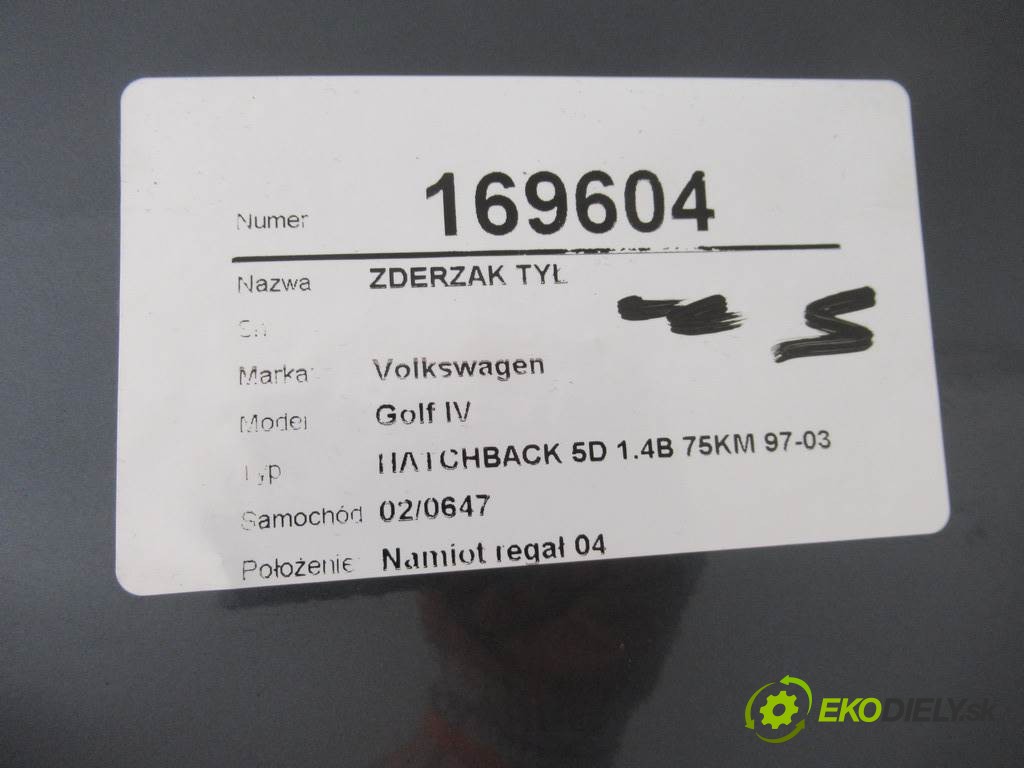 Numer 169604
Nazwa ZDERZAK TYŁ
Marka Volkswagen
Model Golf IV
Typ HATCHBACK 5D 1.4B 75KM 97-03
Samochód 02/0647
Położenie Namiot regał 04
EKODIELY.sk